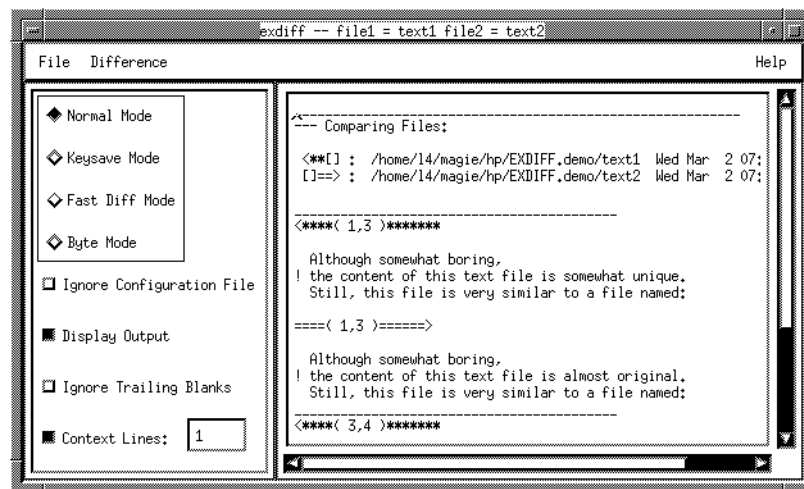 exdiff -- file1 = text1 file2 = text2
File Difference Help
Normal Mode
Keysave Mode
Fast Diff Mode
Byte Mode
Ignore Configuration File
Display Output
Ignore Trailing Blanks
Context Lines: 1
--- Comparing Files:
<**[] : /home/l4/magie/hp/EXDIFF.demo/text1 Wed Mar 2 07:
[]==> : /home/l4/magie/hp/EXDIFF.demo/text2 Wed Mar 2 07:
<****( 1,3 )*******
Although somewhat boring,
! the content of this text file is somewhat unique.
Still, this file is very similar to a file named:
====( 1,3 )======>
Although somewhat boring,
! the content of this text file is almost original.
Still, this file is very similar to a file named:
<****( 3,4 )*******